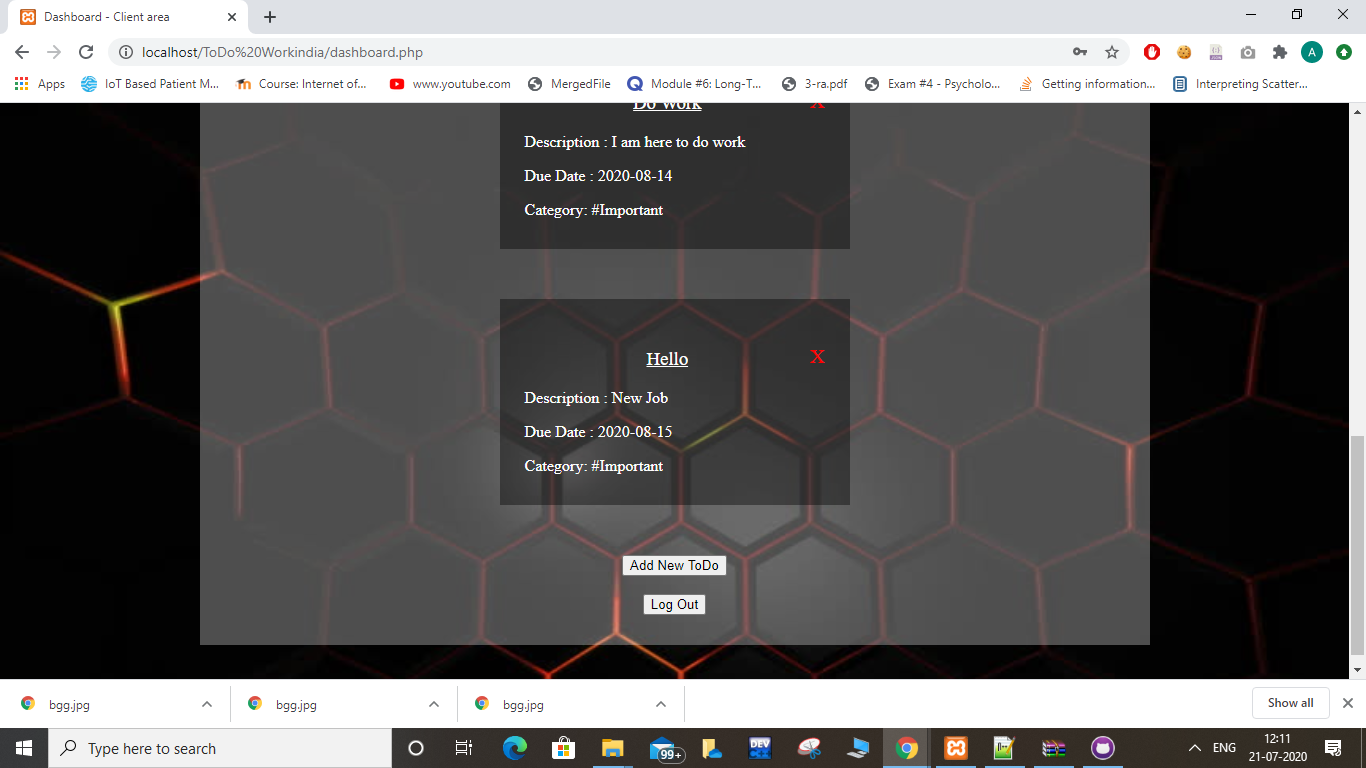 Dashboard - Client area
localhost/ToDo%20Workindia/dashboard.php
A
Apps
IoT Based Patient M...
Course: Internet of...
www.youtube.com
MergedFile
Module #6: Long-T...
3-ra.pdf
Exam #4 - Psycholo...
Getting information...
Interpreting Scatter...
Do Work
X
Description : I am here to do work
Due Date : 2020-08-14
Category: #Important
Hello
X
Description : New Job
Due Date : 2020-08-15
Category: #Important
Add New ToDo
Log Out
bgg.jpg
bgg.jpg
bgg.jpg
Show all
Type here to search
99+
DEV
ENG
12:11
21-07-2020